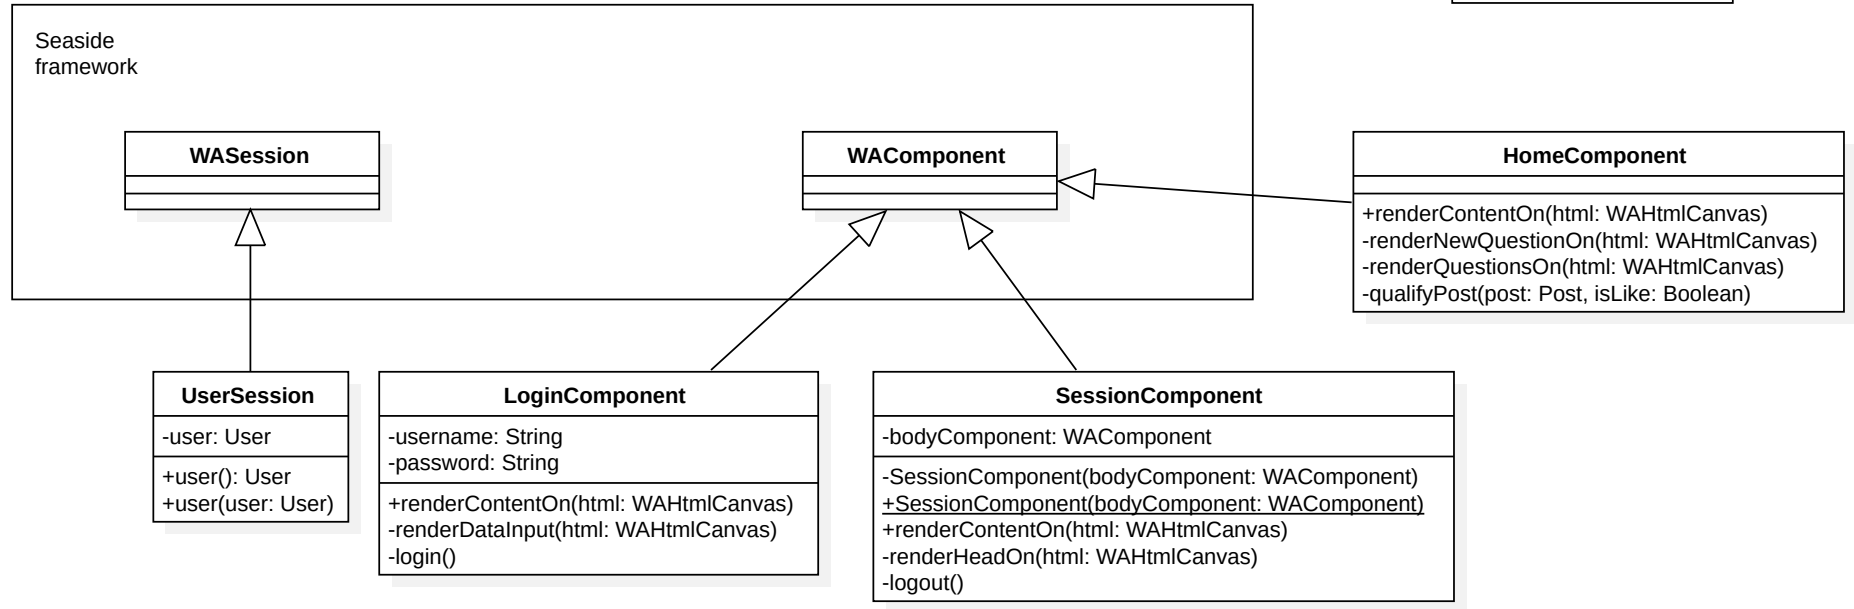 Seaside
framework
WASession
WAComponent
HomeComponent
+renderContentOn(html: WAHtmlCanvas)
-renderNewQuestionOn(html: WAHtmlCanvas)
-renderQuestionsOn(html: WAHtmlCanvas)
-qualifyPost(post: Post, isLike: Boolean)
UserSession
-user: User
+user(): User
+user(user: User)
LoginComponent
-username: String
-password: String
+renderContentOn(html: WAHtmlCanvas)
-renderDataInput(html: WAHtmlCanvas)
-login()
SessionComponent
-bodyComponent: WAComponent
-SessionComponent(bodyComponent: WAComponent)
+SessionComponent(bodyComponent: WAComponent)
+renderContentOn(html: WAHtmlCanvas)
-renderHeadOn(html: WAHtmlCanvas)
-logout()